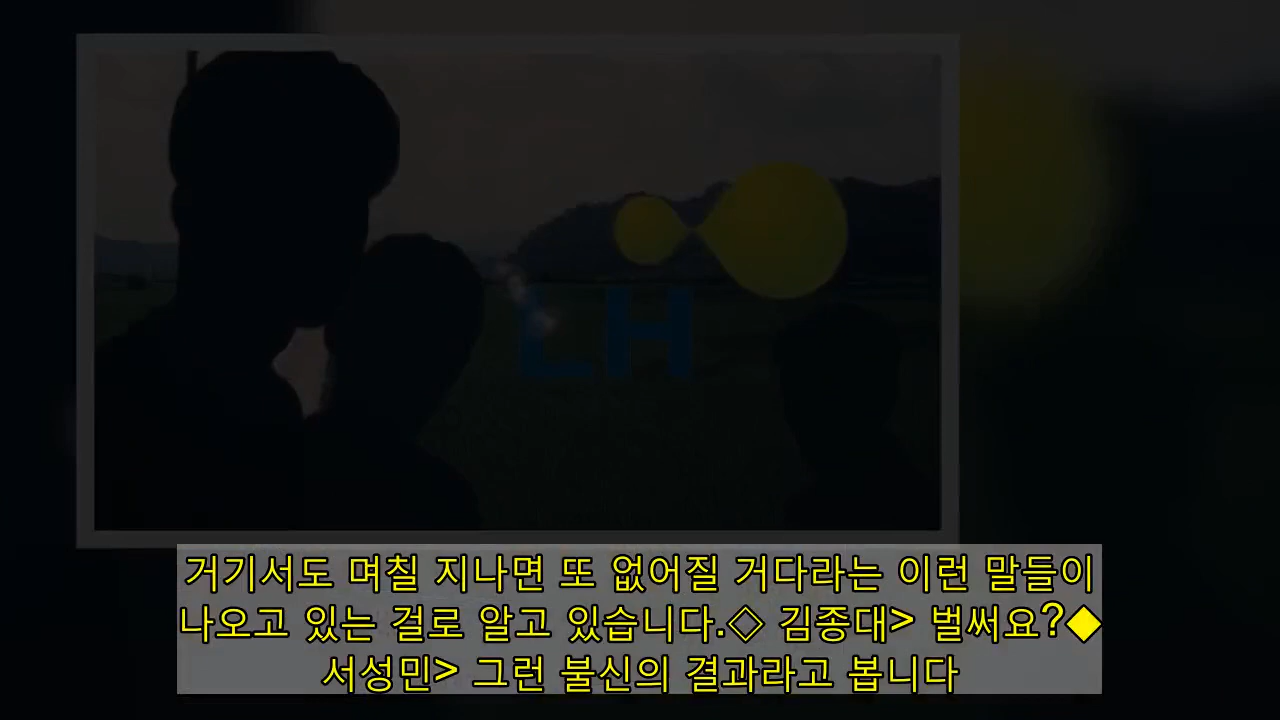 LH
거기서도 며칠 지나면 또 없어질 거다라는 이런 말들이
나오고 있는 걸로 알고 있습니다.◇ 김종대> 벌써요?◆
서성민> 그런 불신의 결과라고 봅니다